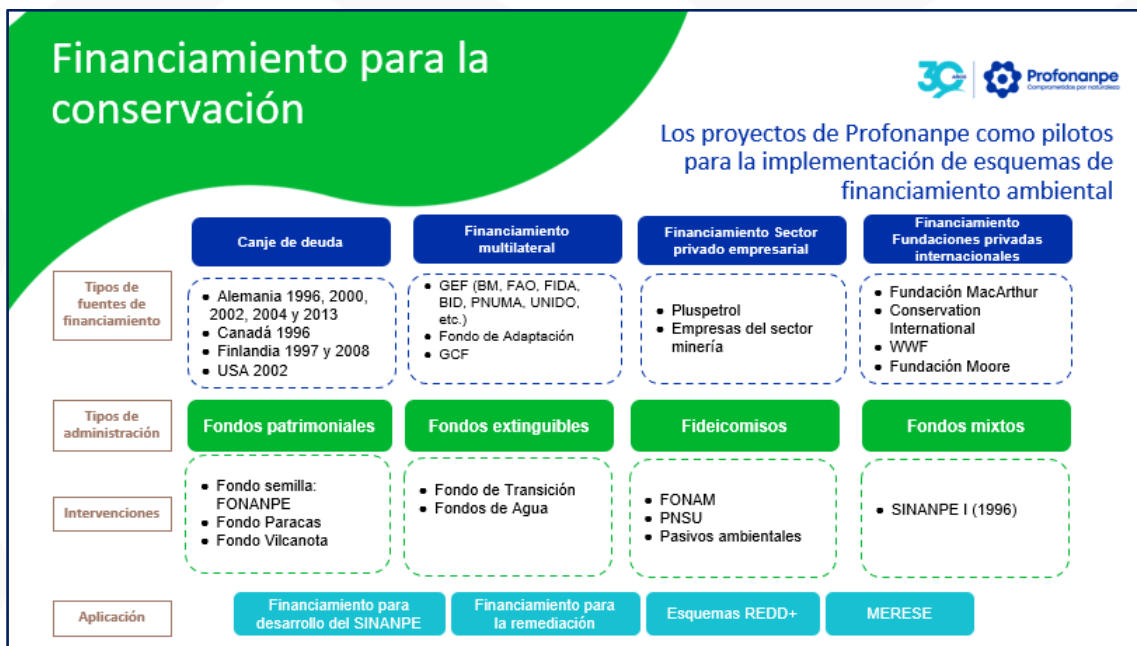 Financiamiento para la
conservación
30 AÑOS
Profonanpe
Comprometidos por naturaleza
Los proyectos de Profonanpe como pilotos
para la implementación de esquemas de
financiamiento ambiental
Canje de deuda
Financiamiento
multilateral
Financiamiento Sector
privado empresarial
Financiamiento
Fundaciones privadas
internacionales
Tipos de
fuentes de
financiamiento
• Alemania 1996, 2000,
2002, 2004 y 2013
• Canadá 1996
• Finlandia 1997 y 2008
• USA 2002
• GEF (BM, FAO, FIDA,
BID, PNUMA, UNIDO,
etc.)
• Fondo de Adaptación
• GCF
• Pluspetrol
• Empresas del sector
minería
• Fundación MacArthur
• Conservation
International
• WWF
• Fundación Moore
Tipos de
administración
Fondos patrimoniales
Fondos extinguibles
Fideicomisos
Fondos mixtos
Intervenciones
• Fondo semilla:
FONANPE
• Fondo Paracas
• Fondo Vilcanota
• Fondo de Transición
• Fondos de Agua
• FONAM
• PNSU
• Pasivos ambientales
• SINANPE I (1996)
Aplicación
Financiamiento para
desarrollo del SINANPE
Financiamiento para
la remediación
Esquemas REDD+
MERESE